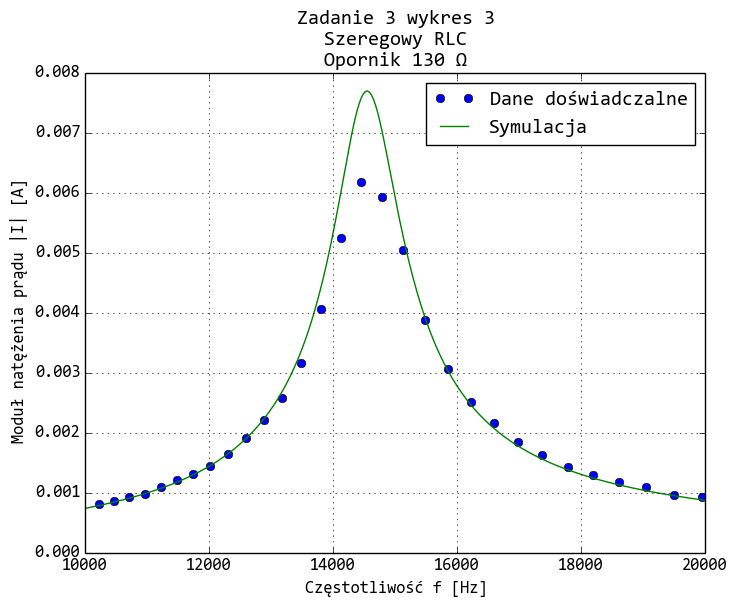 Zadanie 3 wykres 3
Szeregowy RLC
Opornik 130 Ω
Dane doświadczalne
Symulacja
Moduł natężenia prądu |I| [A]
0.008
0.007
0.006
0.005
0.004
0.003
0.002
0.001
0.000
10000 12000 14000 16000 18000 20000
Częstotliwość f [Hz]